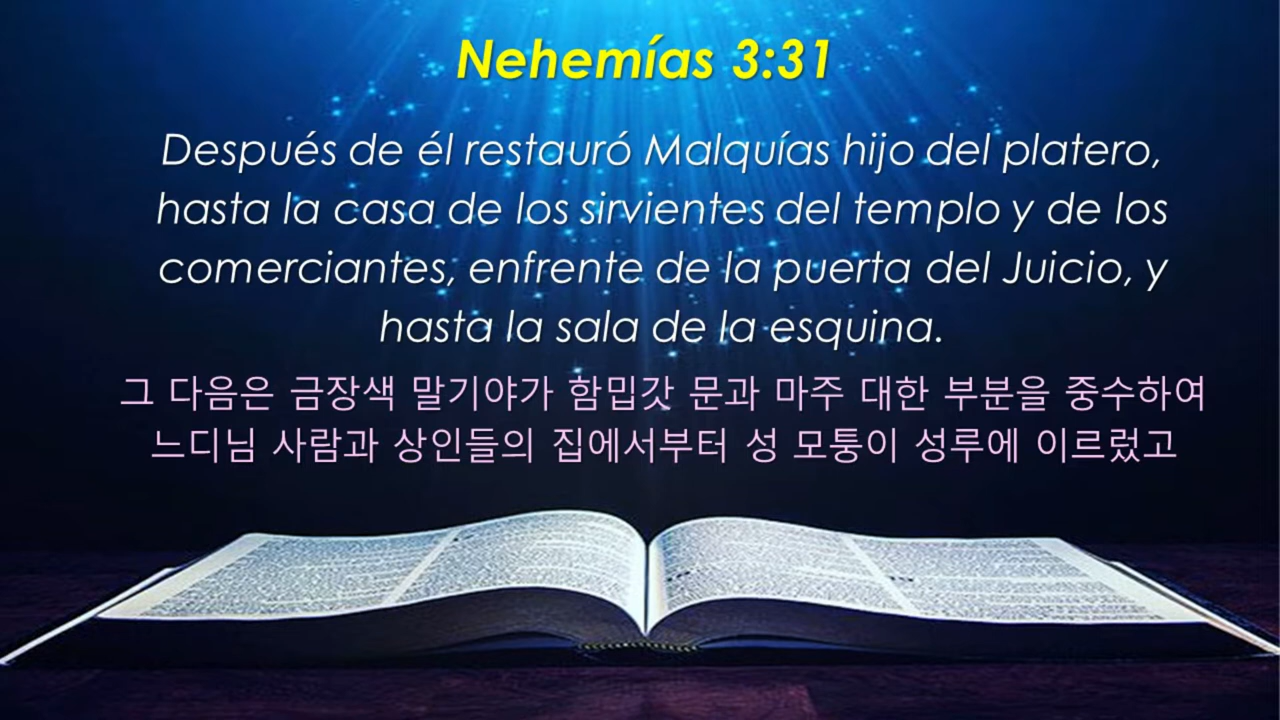 Nehemías 3:31
Después de él restauró Malquías hijo del platero,
hasta la casa de los sirvientes del templo y de los
comerciantes, enfrente de la puerta del Juicio, y
hasta la sala de la esquina.
그 다음은 금장색 말기야가 함밉갓 문과 마주 대한 부분을 중수하여
느디님 사람과 상인들의 집에서부터 성 모퉁이 성루에 이르렀고